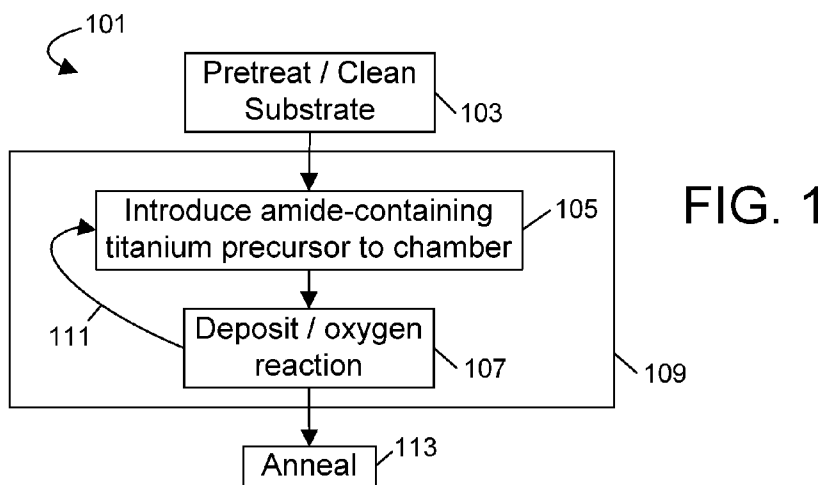 101
Pretreat / Clean
Substrate
103
Introduce amide-containing
titanium precursor to chamber
105
FIG. 1
111
Deposit / oxygen
reaction
107
109
Anneal
113